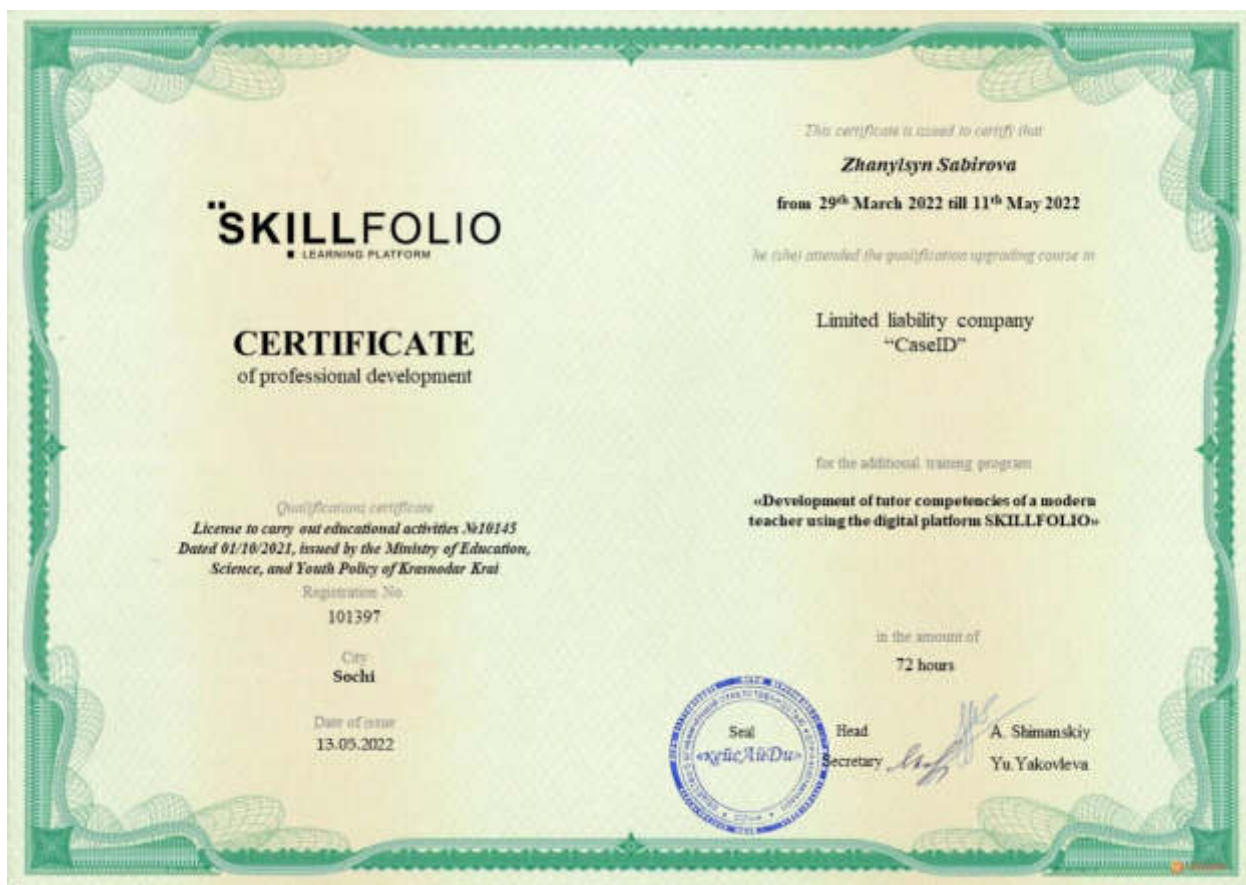 SKILLFOLIO
LEARNING PLATFORM
CERTIFICATE
of professional development
Qualifications certificate
License to carry out educational activities №10145
Dated 01/10/2021, issued by the Ministry of Education,
Science, and Youth Policy of Krasnodar Krai
Registration No
101397
City
Sochi
Date of issue
13.05.2022
This certificate is issued to certify that
Zhanylsyn Sabirova
from 29th March 2022 till 11th May 2022
he (she) attended the qualification upgrading course in
Limited liability company
“CaseID”
for the additional training program
«Development of tutor competencies of a modern
teacher using the digital platform SKILLFOLIO»
in the amount of
72 hours
Seal
«кейсАйДи»
Head
A. Shimanskiy
Secretary
Yu.Yakovleva